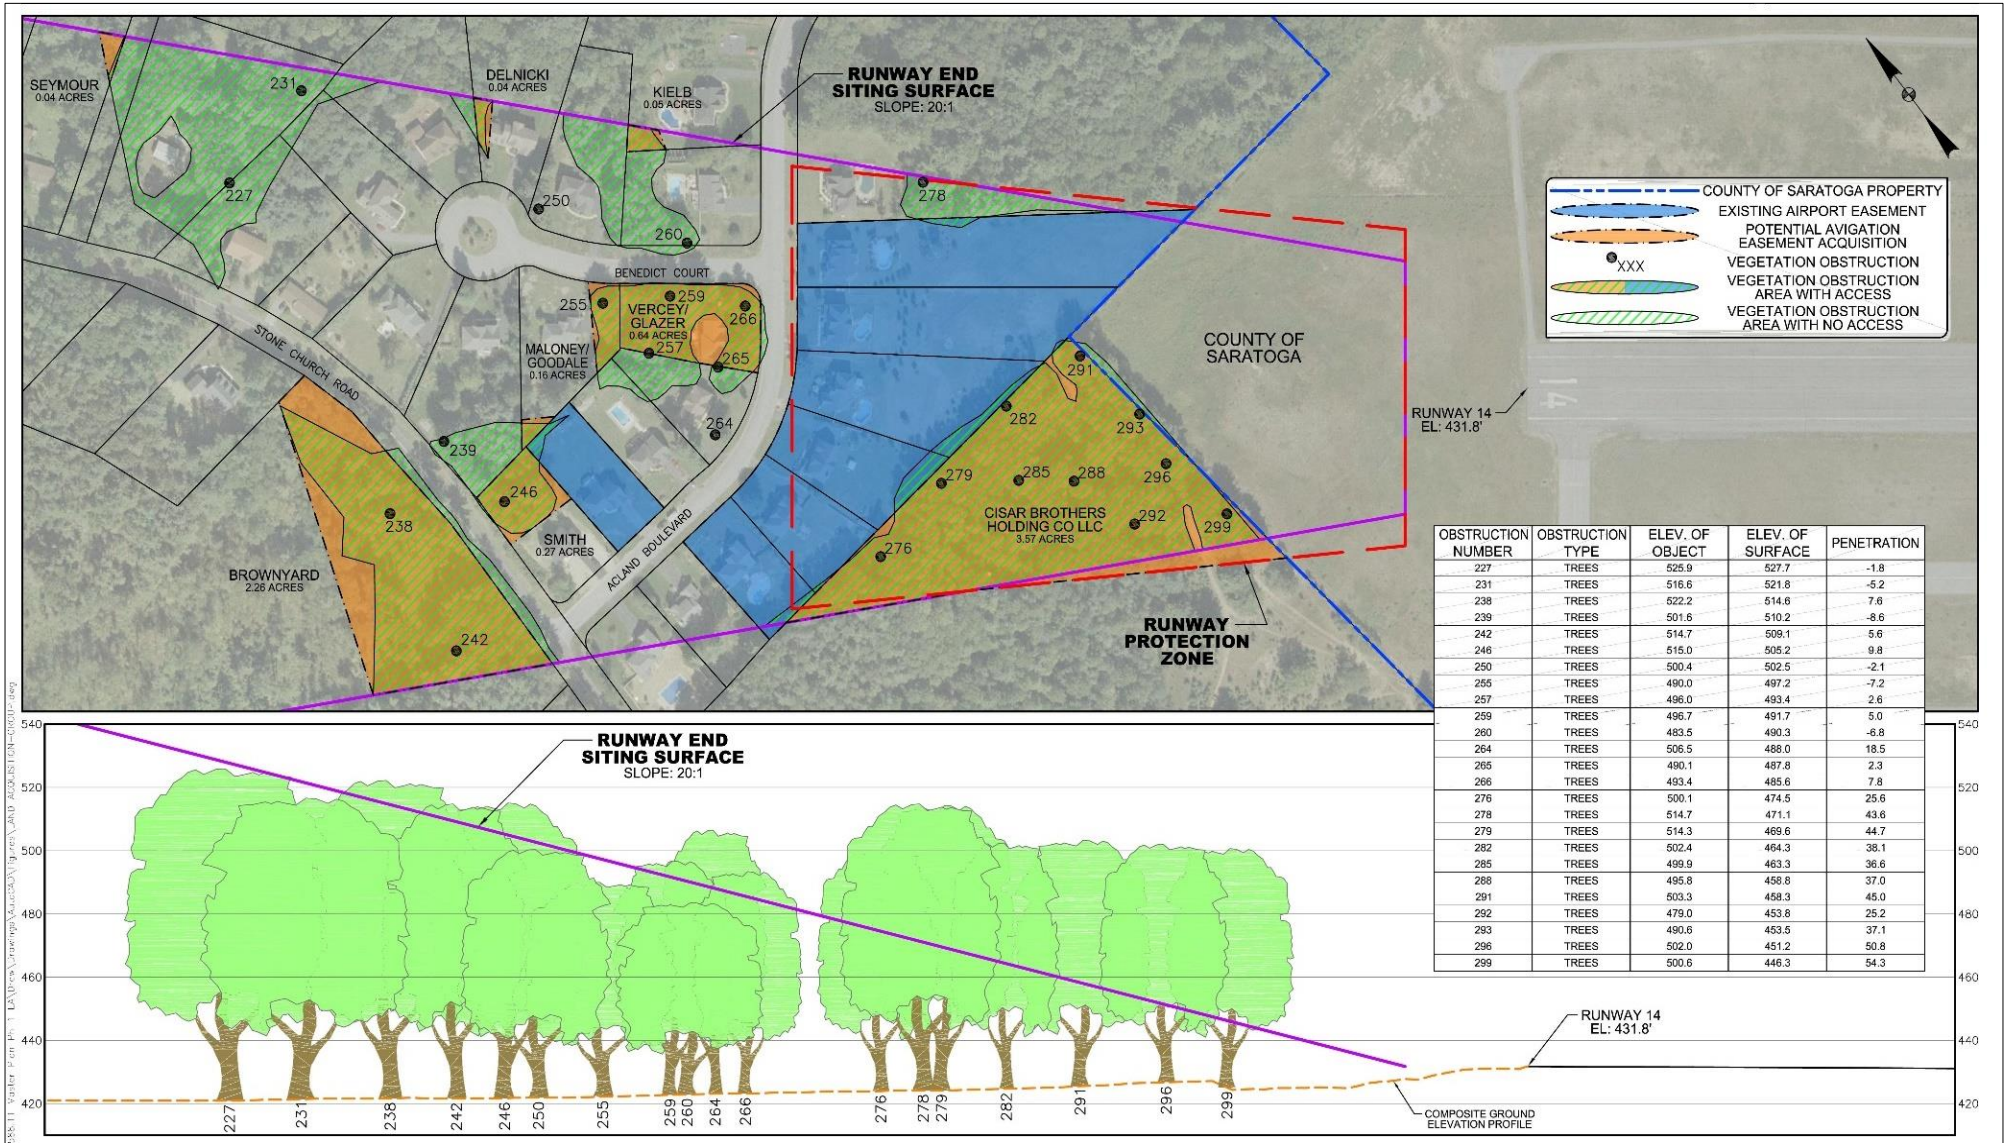 SEYMOUR
0.04 ACRES
231
227
DELNICKI
0.04 ACRES
KIELB
0.05 ACRES
RUNWAY END
SITING SURFACE
SLOPE: 20:1
250
260
278
BENEDICT COURT
255
259
VERCEY/
GLAZER
0.64 ACRES
266
257
265
MALONEY/
GOODALE
0.16 ACRES
264
STONE CHURCH ROAD
239
246
238
242
SMITH
0.27 ACRES
BROWNYARD
2.26 ACRES
ACLAND BOULEVARD
COUNTY OF
SARATOGA
291
282
293
279
285
288
296
CISAR BROTHERS
HOLDING CO LLC
3.57 ACRES
292
299
276
RUNWAY
PROTECTION
ZONE
RUNWAY 14
EL: 431.8'
14
COUNTY OF SARATOGA PROPERTY
EXISTING AIRPORT EASEMENT
POTENTIAL AVIGATION
EASEMENT ACQUISITION
XXX VEGETATION OBSTRUCTION
VEGETATION OBSTRUCTION
AREA WITH ACCESS
VEGETATION OBSTRUCTION
AREA WITH NO ACCESS
OBSTRUCTION NUMBER OBSTRUCTION TYPE ELEV. OF OBJECT ELEV. OF SURFACE PENETRATION
227 TREES 525.9 527.7 -1.8
231 TREES 516.6 521.8 -5.2
238 TREES 522.2 514.6 7.6
239 TREES 501.6 510.2 -8.6
242 TREES 514.7 509.1 5.6
246 TREES 515.0 505.2 9.8
250 TREES 500.4 502.5 -2.1
255 TREES 490.0 497.2 -7.2
257 TREES 496.0 493.4 2.6
259 TREES 496.7 491.7 5.0
260 TREES 483.5 490.3 -6.8
264 TREES 506.5 488.0 18.5
265 TREES 490.1 487.8 2.3
266 TREES 493.4 485.6 7.8
276 TREES 500.1 474.5 25.6
278 TREES 514.7 471.1 43.6
279 TREES 514.3 469.6 44.7
282 TREES 502.4 464.3 38.1
285 TREES 499.9 463.3 36.6
288 TREES 495.8 458.8 37.0
291 TREES 503.3 458.3 45.0
292 TREES 479.0 453.8 25.2
293 TREES 490.6 453.5 37.1
296 TREES 502.0 451.2 50.8
299 TREES 500.6 446.3 54.3
540
520
500
480
460
440
420
RUNWAY END
SITING SURFACE
SLOPE: 20:1
227
231
238
242
246
250
255
259
260
264
266
276
278
279
282
291
296
299
RUNWAY 14
EL: 431.8'
COMPOSITE GROUND
ELEVATION PROFILE
540
520
500
480
460
440
420